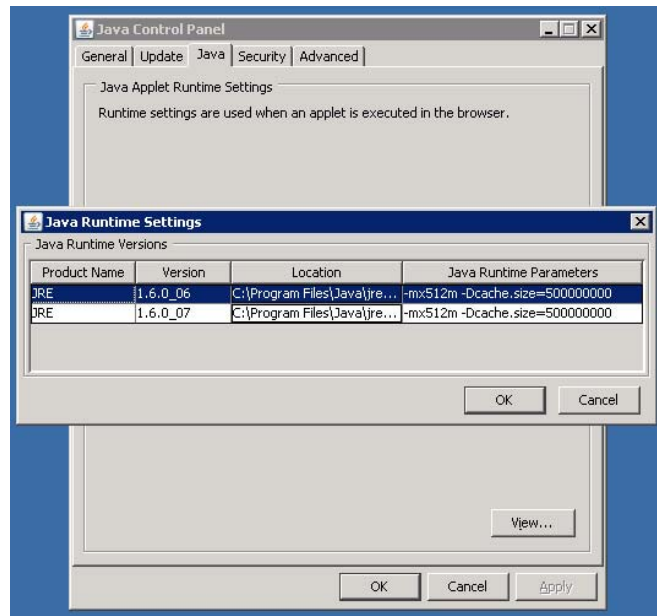 Java Control Panel
General Update Java Security Advanced
Java Applet Runtime Settings
Runtime settings are used when an applet is executed in the browser.
Java Runtime Settings
Java Runtime Versions
Product Name Version Location Java Runtime Parameters
JRE 1.6.0_06 C:\Program Files\Java\jre... -mx512m -Dcache.size=500000000
JRE 1.6.0_07 C:\Program Files\Java\jre... -mx512m -Dcache.size=500000000
OK Cancel
View...
OK Cancel Apply